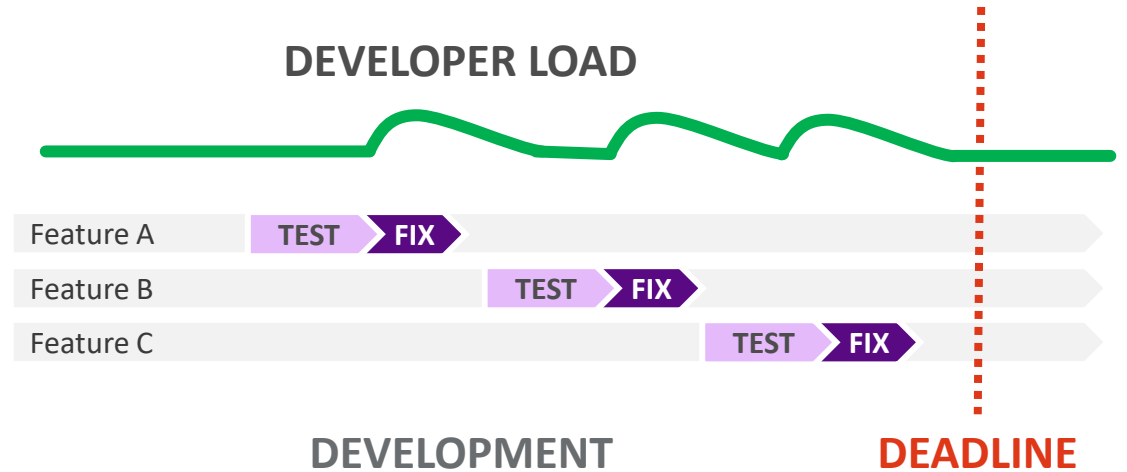 DEVELOPER LOAD
Feature A TEST FIX
Feature B TEST FIX
Feature C TEST FIX
DEVELOPMENT DEADLINE